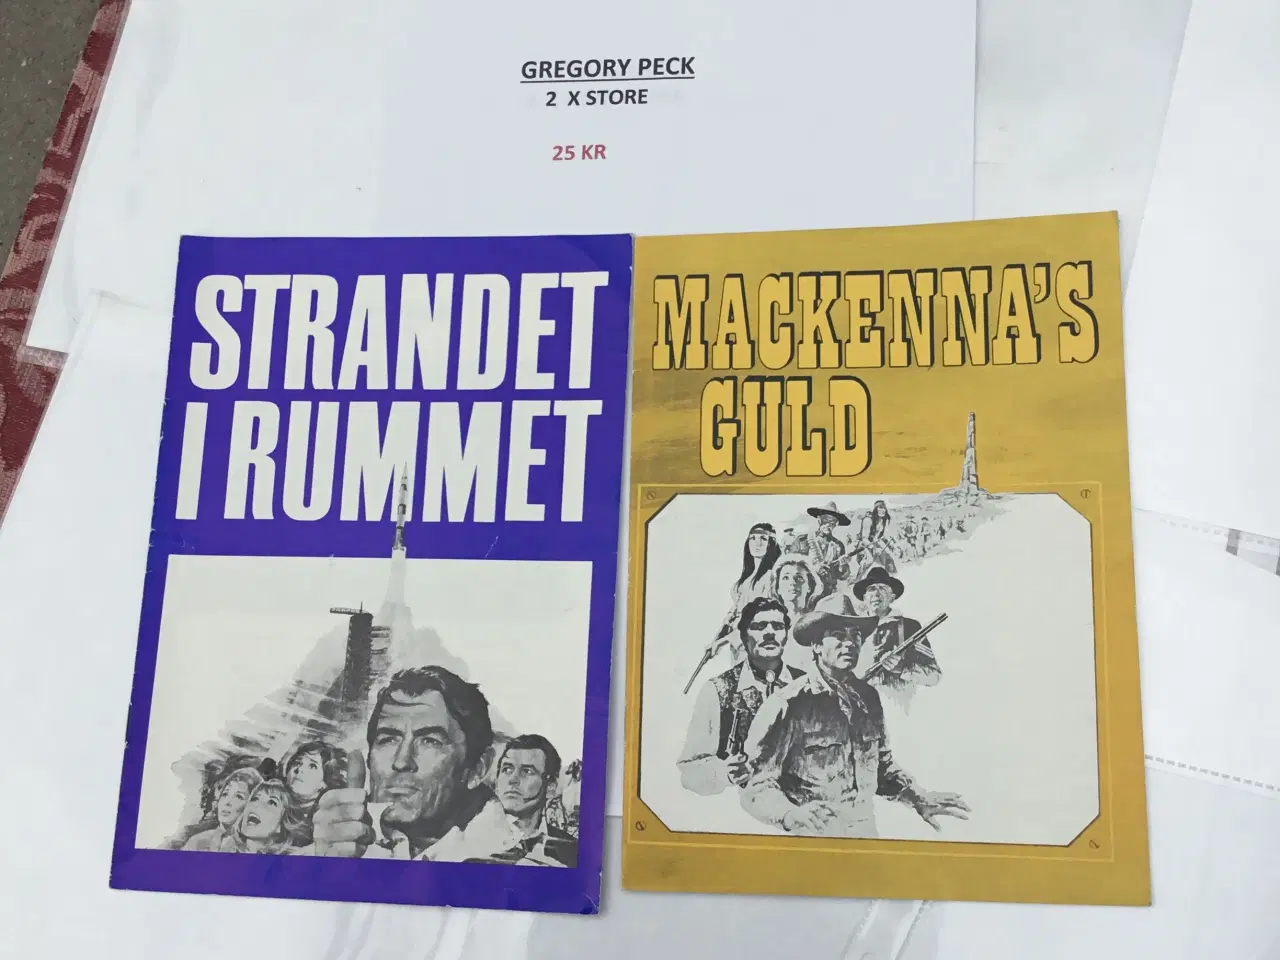 GREGORY PECK
2 X STORE
25 KR
STRANDET
I RUMMET
MACKENNA'S
GULD